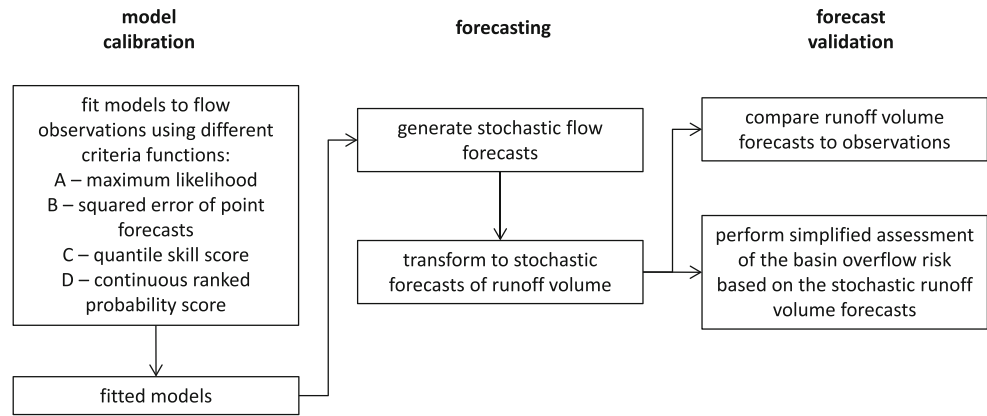 model
calibration
forecasting
forecast
validation
fit models to flow
observations using different
criteria functions:
A – maximum likelihood
B – squared error of point
forecasts
C – quantile skill score
D – continuous ranked
probability score
fitted models
generate stochastic flow
forecasts
transform to stochastic
forecasts of runoff volume
compare runoff volume
forecasts to observations
perform simplified assessment
of the basin overflow risk
based on the stochastic runoff
volume forecasts